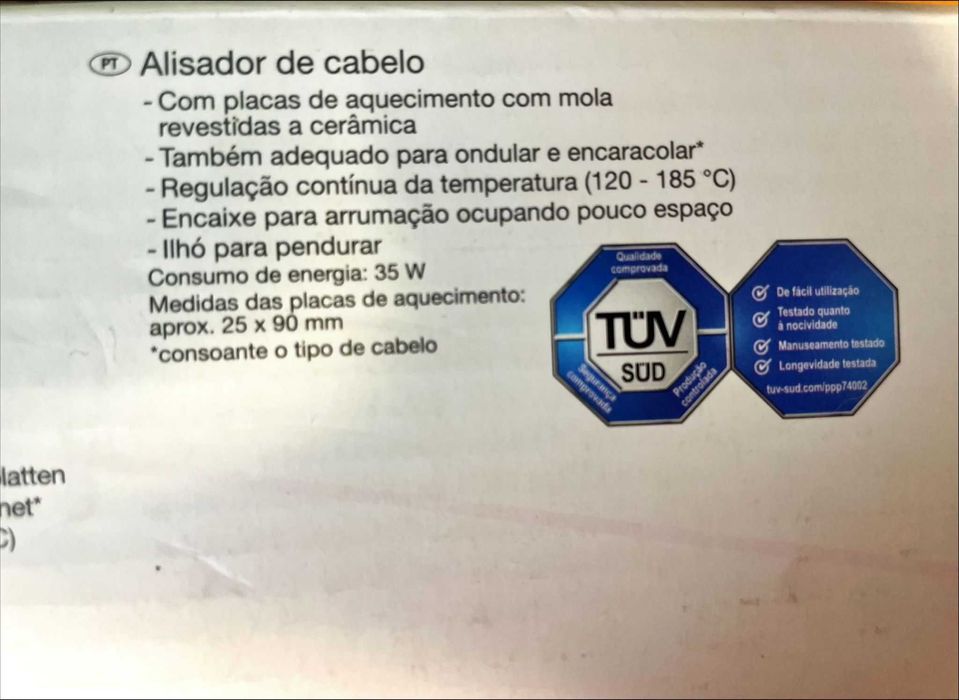 PT Alisador de cabelo
- Com placas de aquecimento com mola
revestidas a cerâmica
- Também adequado para ondular e encaracolar*
- Regulação contínua da temperatura (120 - 185 °C)
- Encaixe para arrumação ocupando pouco espaço
- Ilhó para pendurar
Consumo de energia: 35 W
Medidas das placas de aquecimento:
aprox. 25 x 90 mm
*consoante o tipo de cabelo
Qualidade
comprovada
TÜV
SÜD
Segurança
comprovada
Produção
controlada
De fácil utilização
Testado quanto
à nocividade
Manuseamento testado
Longevidade testada
tuv-sud.com/ppp74002
latten
net*
C)